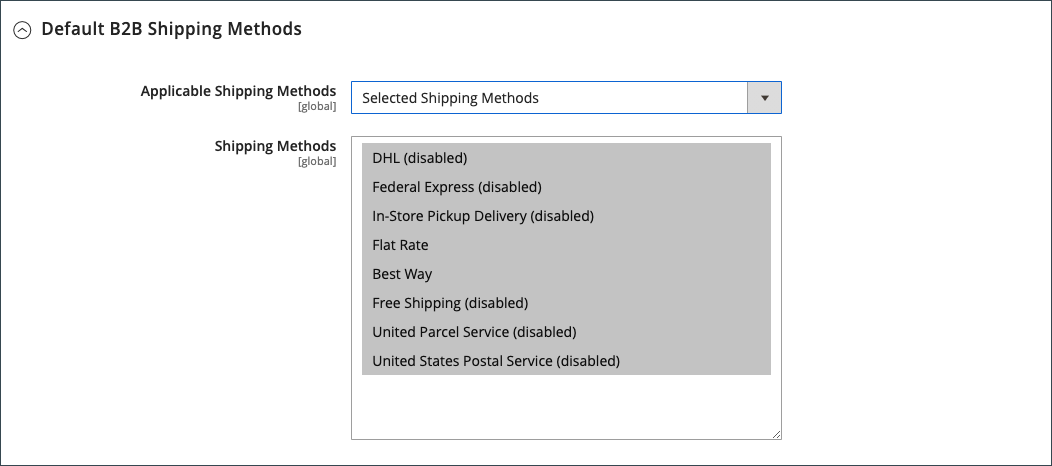 Default B2B Shipping Methods
Applicable Shipping Methods
[global]
Selected Shipping Methods
Shipping Methods
[global]
DHL (disabled)
Federal Express (disabled)
In-Store Pickup Delivery (disabled)
Flat Rate
Best Way
Free Shipping (disabled)
United Parcel Service (disabled)
United States Postal Service (disabled)